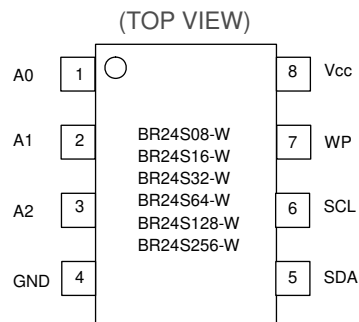 (TOP VIEW)
A0 1 8 Vcc
A1 2 7 WP
A2 3 6 SCL
GND 4 5 SDA
BR24S08-W
BR24S16-W
BR24S32-W
BR24S64-W
BR24S128-W
BR24S256-W